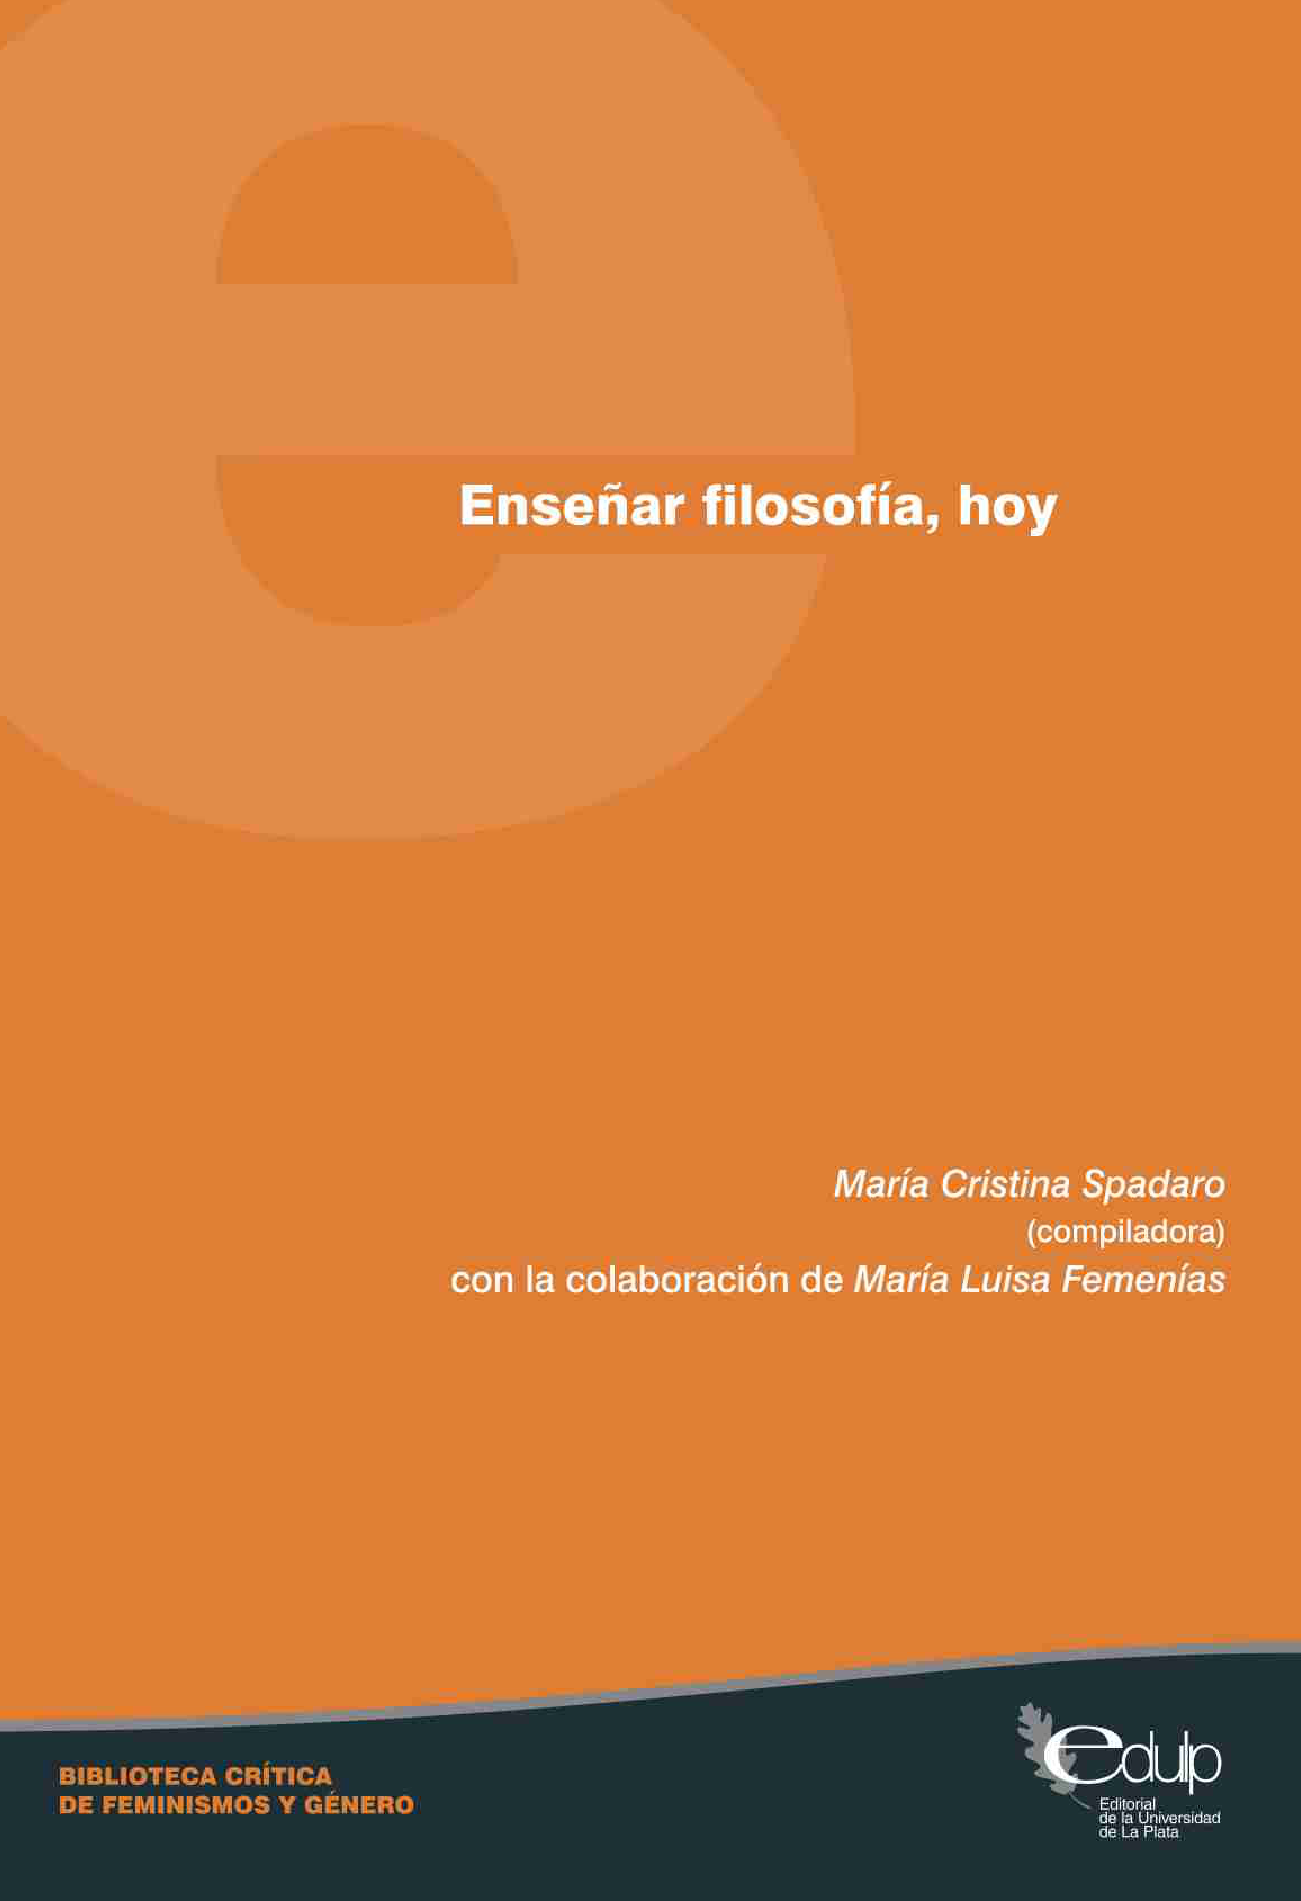 Enseñar filosofía, hoy
María Cristina Spadaro
(compiladora)
con la colaboración de María Luisa Femenías
BIBLIOTECA CRÍTICA
DE FEMINISMOS Y GÉNERO
edulp
Editorial
de la Universidad
de La Plata